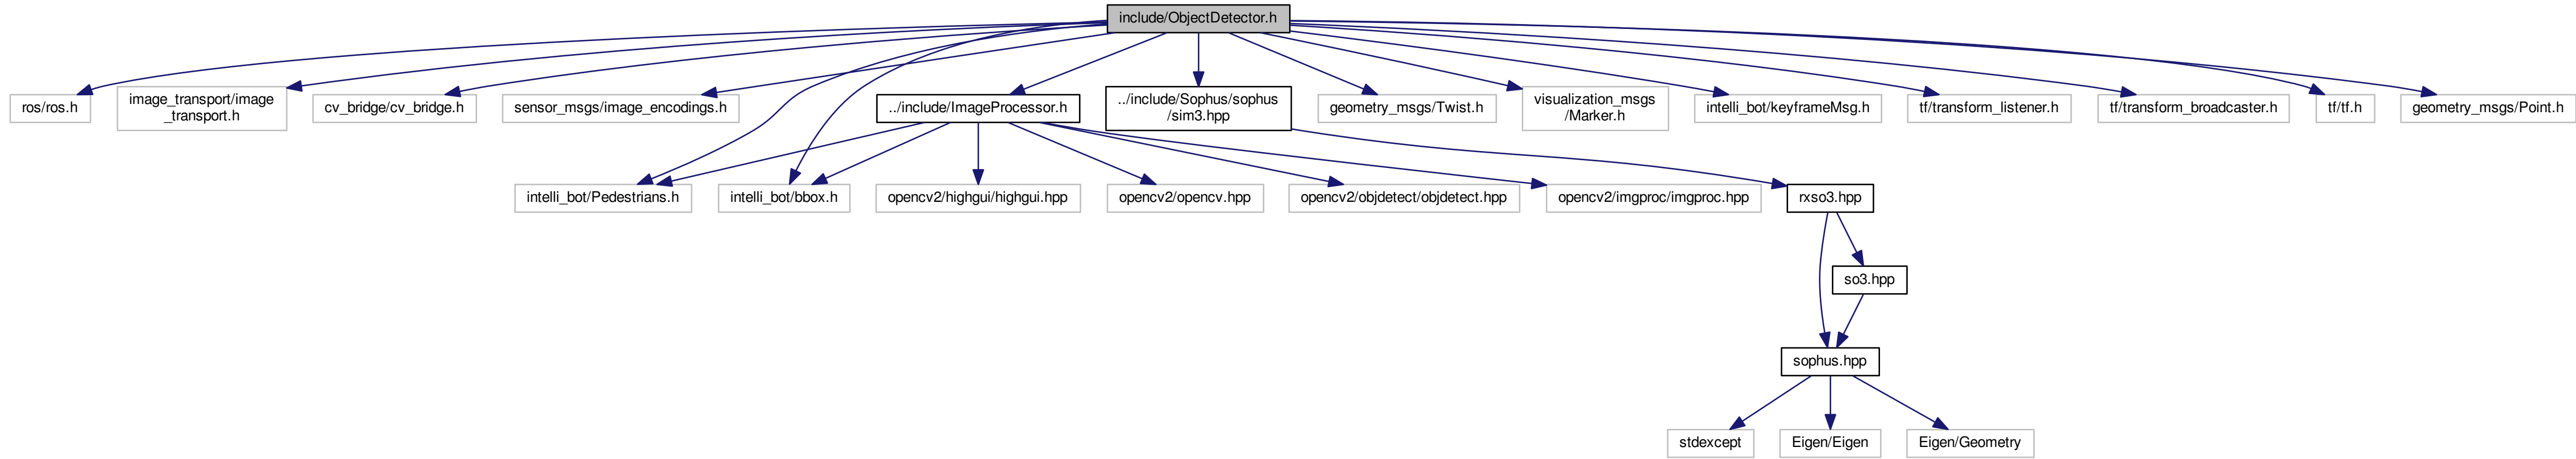 include/ObjectDetector.h
ros/ros.h
image_transport/image
_transport.h
cv_bridge/cv_bridge.h
sensor_msgs/image_encodings.h
../include/ImageProcessor.h
../include/Sophus/sophus
/sim3.hpp
geometry_msgs/Twist.h
visualization_msgs
/Marker.h
intelli_bot/keyframeMsg.h
tf/transform_listener.h
tf/transform_broadcaster.h
tf/tf.h
geometry_msgs/Point.h
intelli_bot/Pedestrians.h
intelli_bot/bbox.h
opencv2/highgui/highgui.hpp
opencv2/opencv.hpp
opencv2/objdetect/objdetect.hpp
opencv2/imgproc/imgproc.hpp
rxso3.hpp
so3.hpp
sophus.hpp
stdexcept
Eigen/Eigen
Eigen/Geometry